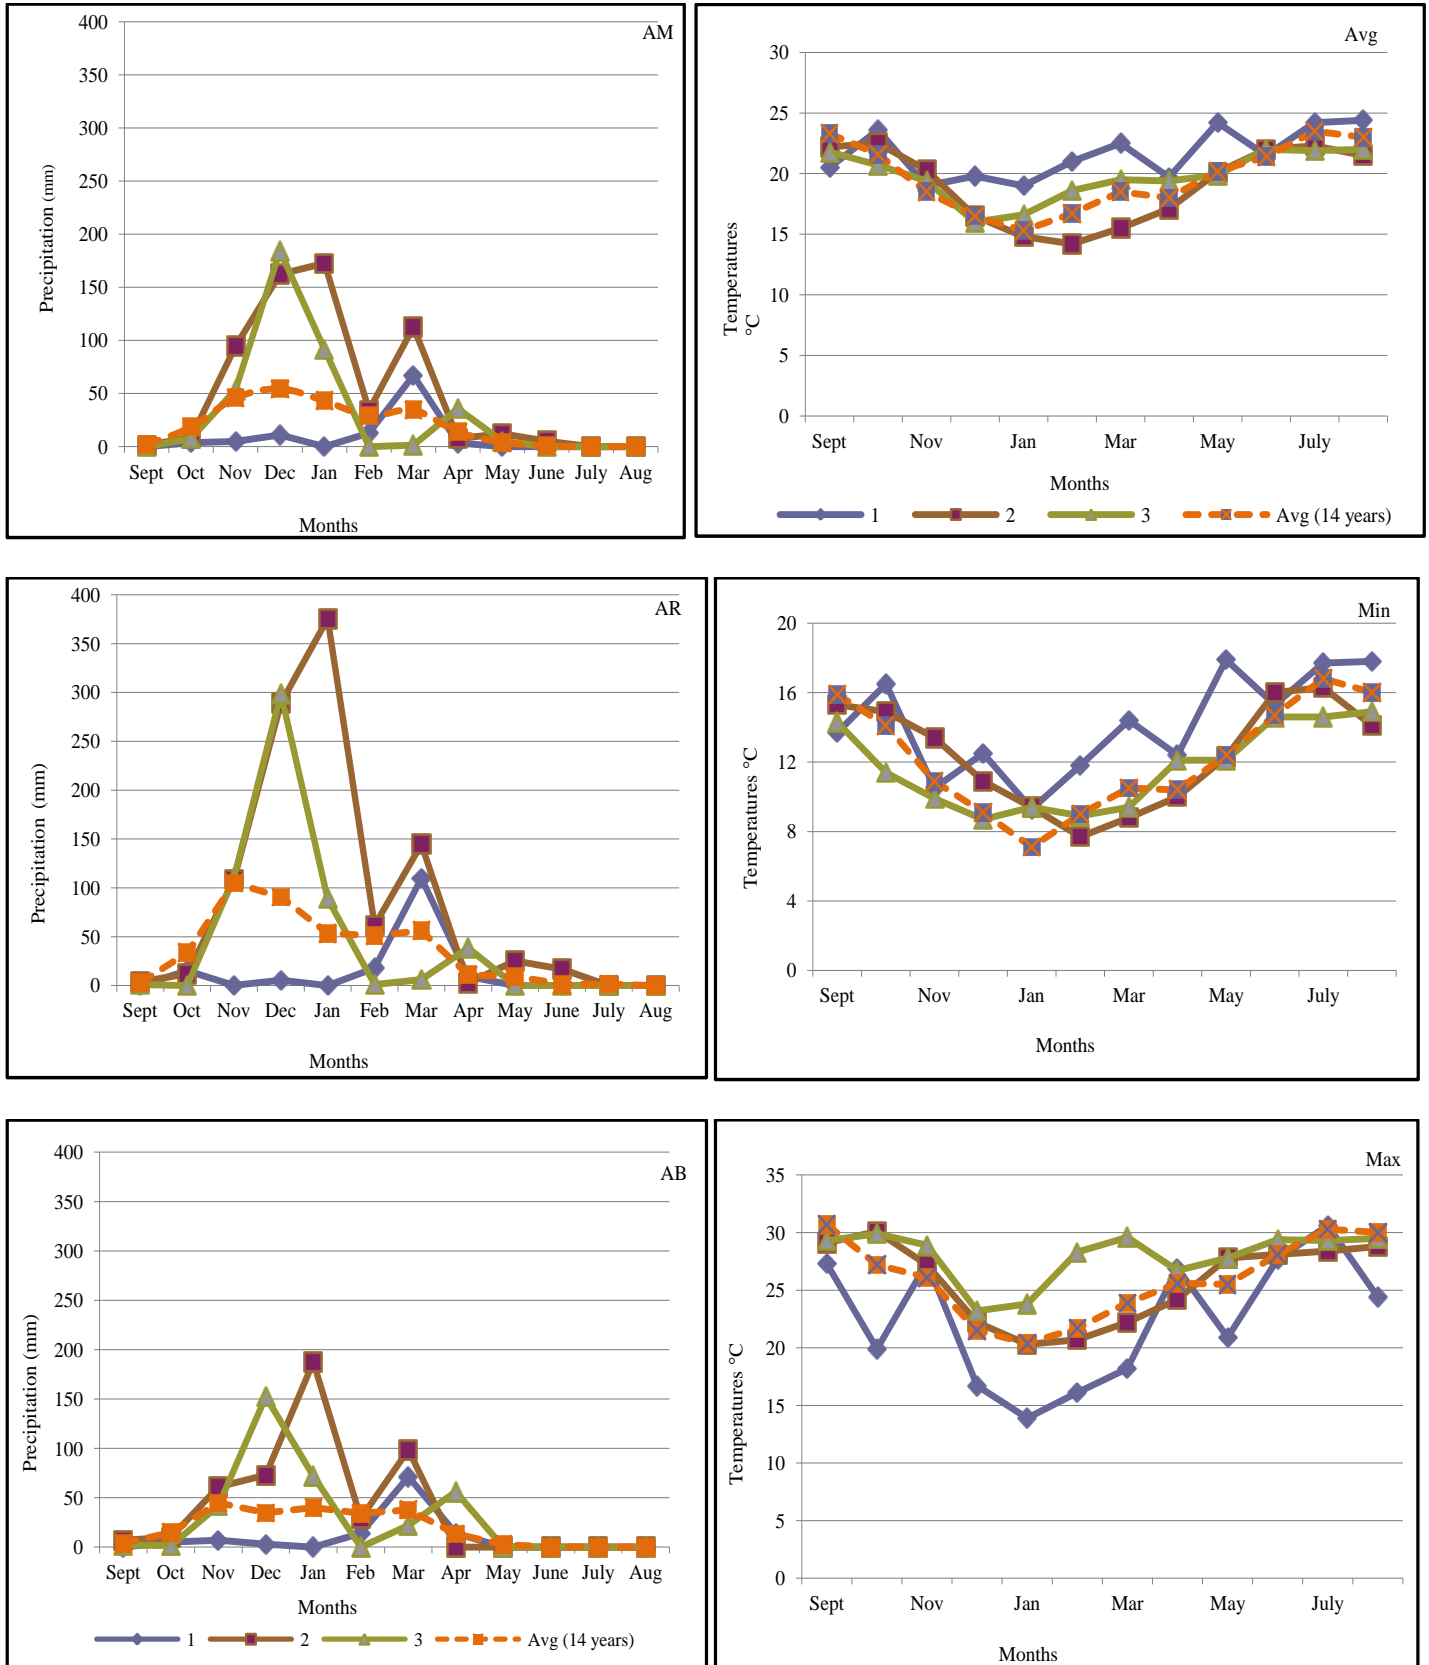 AM
400
350
300
250
200
150
100
50
0
Precipitation (mm)
Sept Oct Nov Dec Jan Feb Mar Apr May June July Aug
Months
Avg
30
25
20
15
10
5
0
Temperatures
°C
Sept Nov Jan Mar May July
Months
1 2 3 Avg (14 years)
AR
400
350
300
250
200
150
100
50
0
Precipitation (mm)
Sept Oct Nov Dec Jan Feb Mar Apr May June July Aug
Months
Min
20
16
12
8
4
0
Temperatures °C
Sept Nov Jan Mar May July
Months
AB
400
350
300
250
200
150
100
50
0
Precipitation (mm)
Sept Oct Nov Dec Jan Feb Mar Apr May June July Aug
Months
1 2 3 Avg (14 years)
Max
35
30
25
20
15
10
5
0
Temperatures °C
Sept Nov Jan Mar May July
Months